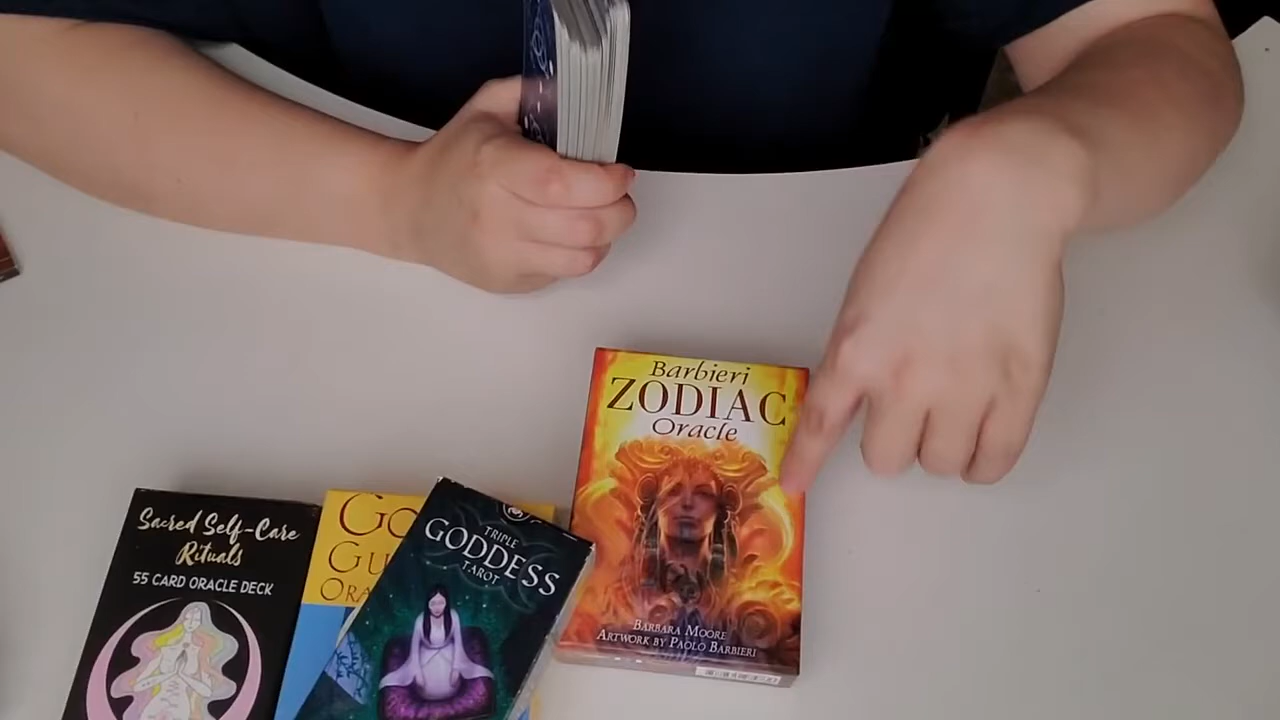 Barbieri
ZODIAC
Oracle
BARBARA MOORE
ARTWORK BY PAOLO BARBIERI
TRIPLE
GODDESS
TAROT
Sacred Self-Care
Rituals
55 CARD ORACLE DECK